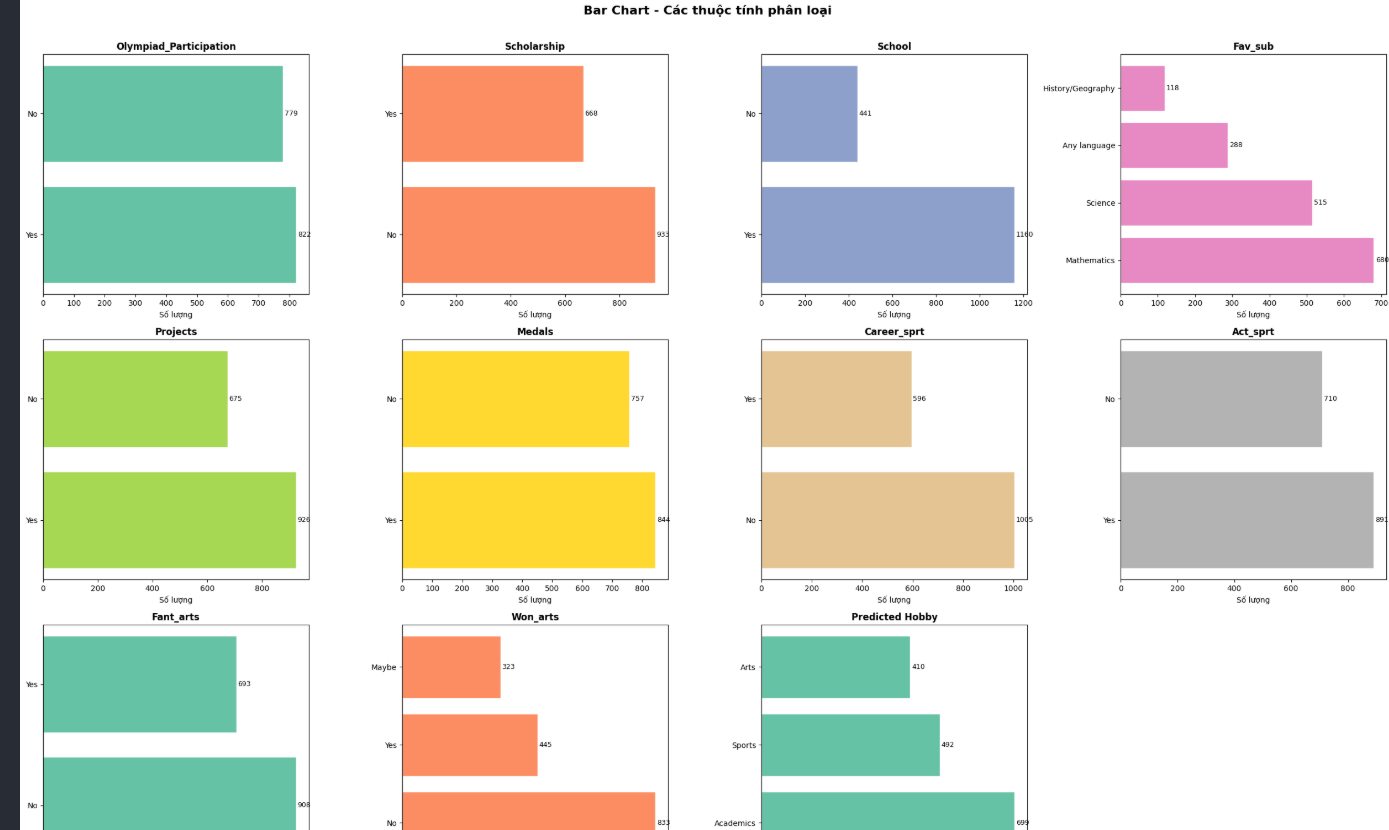 Bar Chart - Các thuộc tính phân loại
Olympiad_Participation
No
779
Yes
822
0 100 200 300 400 500 600 700 800
Số lượng
Scholarship
Yes
668
No
933
0 200 400 600 800
Số lượng
School
No
441
Yes
1160
0 200 400 600 800 1000 1200
Số lượng
Fav_sub
History/Geography
118
Any language
288
Science
515
Mathematics
680
0 100 200 300 400 500 600 700
Số lượng
Projects
No
675
Yes
926
0 200 400 600 800
Số lượng
Medals
No
757
Yes
844
0 100 200 300 400 500 600 700 800
Số lượng
Career_sprt
Yes
596
No
1005
0 200 400 600 800 1000
Số lượng
Act_sprt
No
710
Yes
891
0 200 400 600 800
Số lượng
Fant_arts
Yes
693
No
908
Won_arts
Maybe
323
Yes
445
No
833
Predicted Hobby
Arts
410
Sports
492
Academics
699